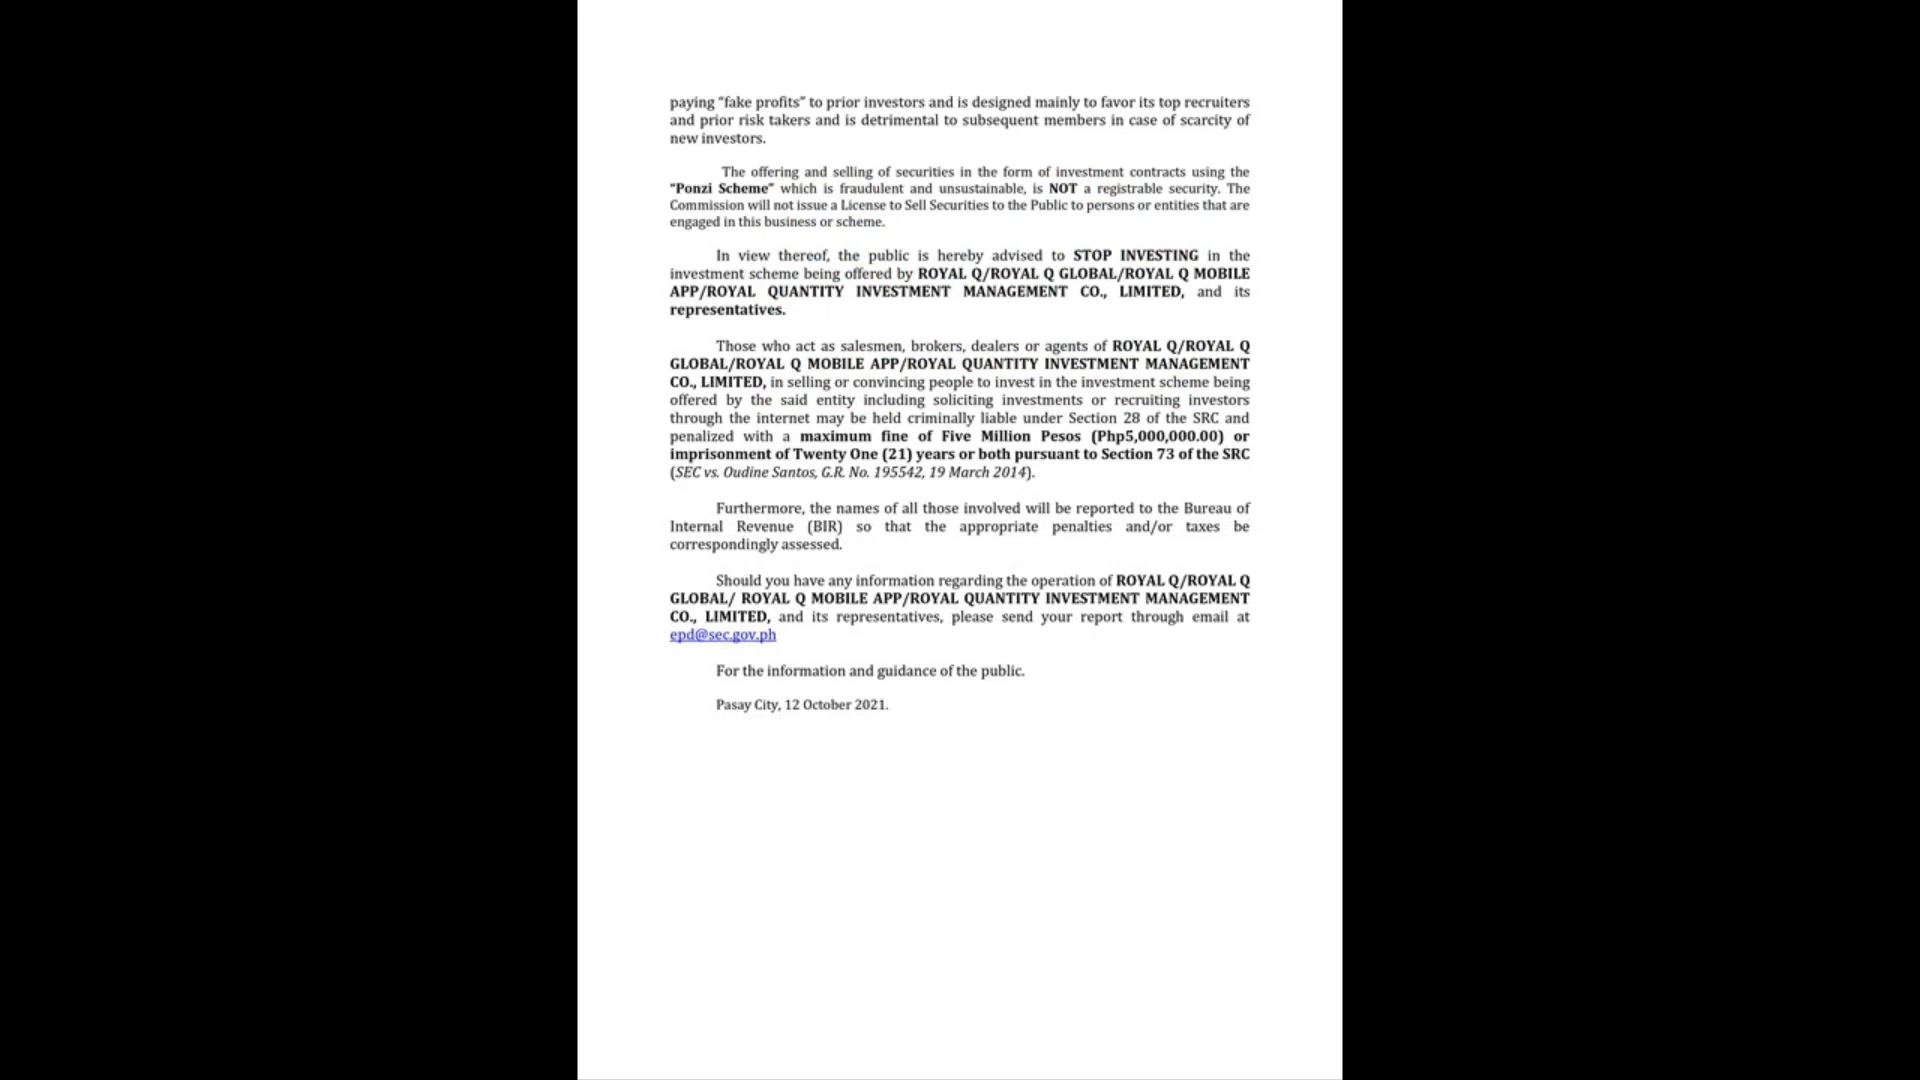 paying “fake profits” to prior investors and is designed mainly to favor its top recruiters
and prior risk takers and is detrimental to subsequent members in case of scarcity of
new investors.
The offering and selling of securities in the form of investment contracts using the
“Ponzi Scheme” which is fraudulent and unsustainable, is NOT a registrable security. The
Commission will not issue a License to Sell Securities to the Public to persons or entities that are
engaged in this business or scheme.
In view thereof, the public is hereby advised to STOP INVESTING in the
investment scheme being offered by ROYAL Q/ROYAL Q GLOBAL/ROYAL Q MOBILE
APP/ROYAL QUANTITY INVESTMENT MANAGEMENT CO., LIMITED, and its
representatives.
Those who act as salesmen, brokers, dealers or agents of ROYAL Q/ROYAL Q
GLOBAL/ROYAL Q MOBILE APP/ROYAL QUANTITY INVESTMENT MANAGEMENT
CO., LIMITED, in selling or convincing people to invest in the investment scheme being
offered by the said entity including soliciting investments or recruiting investors
through the internet may be held criminally liable under Section 28 of the SRC and
penalized with a maximum fine of Five Million Pesos (Php5,000,000.00) or
imprisonment of Twenty One (21) years or both pursuant to Section 73 of the SRC
(SEC vs. Oudine Santos, G.R. No. 195542, 19 March 2014).
Furthermore, the names of all those involved will be reported to the Bureau of
Internal Revenue (BIR) so that the appropriate penalties and/or taxes be
correspondingly assessed.
Should you have any information regarding the operation of ROYAL Q/ROYAL Q
GLOBAL/ ROYAL Q MOBILE APP/ROYAL QUANTITY INVESTMENT MANAGEMENT
CO., LIMITED, and its representatives, please send your report through email at
epd@sec.gov.ph
For the information and guidance of the public.
Pasay City, 12 October 2021.